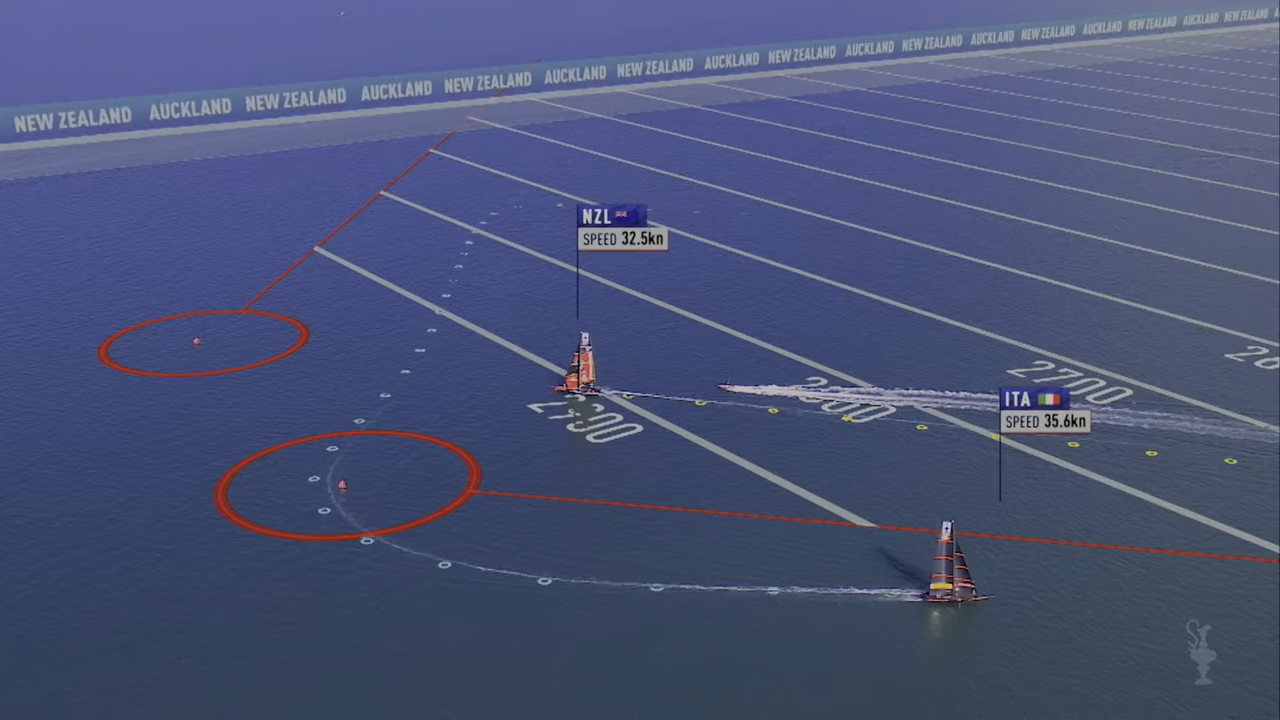 NEW ZEALAND AUCKLAND NEW ZEALAND AUCKLAND NEW ZEALAND AUCKLAND NEW ZEALAND AUCKLAND NEW ZEALAND AUCKLAND NEW ZEALAND AUCKLAND NEW ZEALAND AUCKLAND NEW ZEALAND AUCKLAND NEW ZEALAND
NZL
SPEED 32.5kn
2700
ITA
SPEED 35.6kn